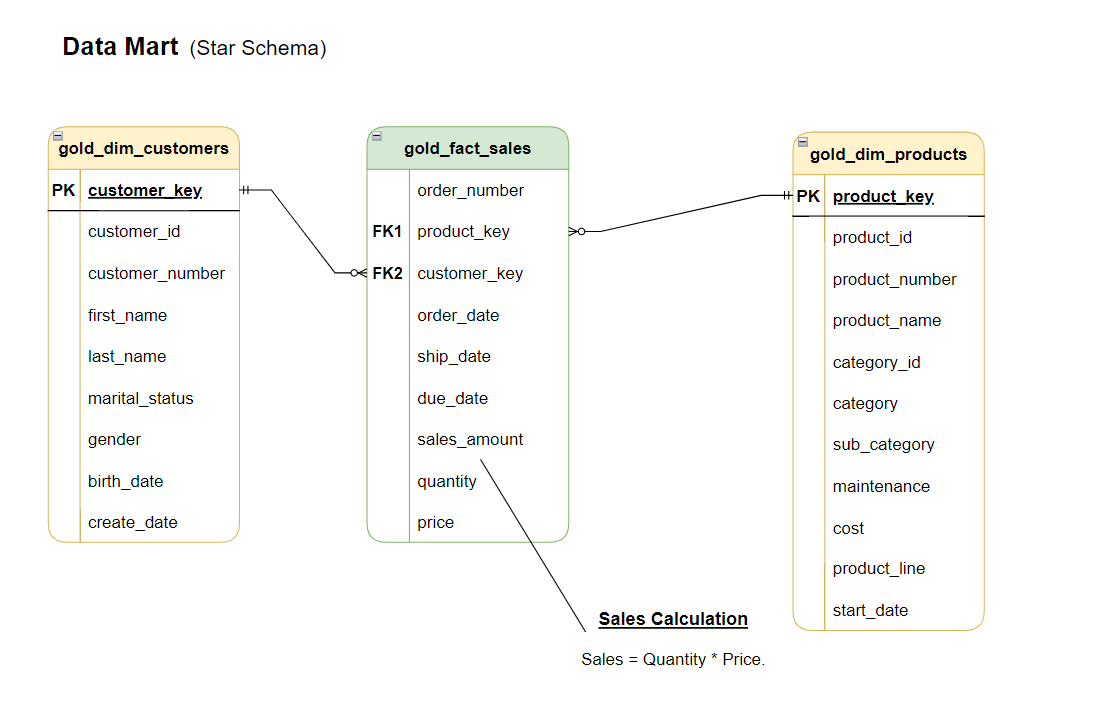 Data Mart (Star Schema)
gold_dim_customers
PK customer_key
customer_id
customer_number
first_name
last_name
marital_status
gender
birth_date
create_date
gold_fact_sales
order_number
FK1 product_key
FK2 customer_key
order_date
ship_date
due_date
sales_amount
quantity
price
gold_dim_products
PK product_key
product_id
product_number
product_name
category_id
category
sub_category
maintenance
cost
product_line
start_date
Sales Calculation
Sales = Quantity * Price.